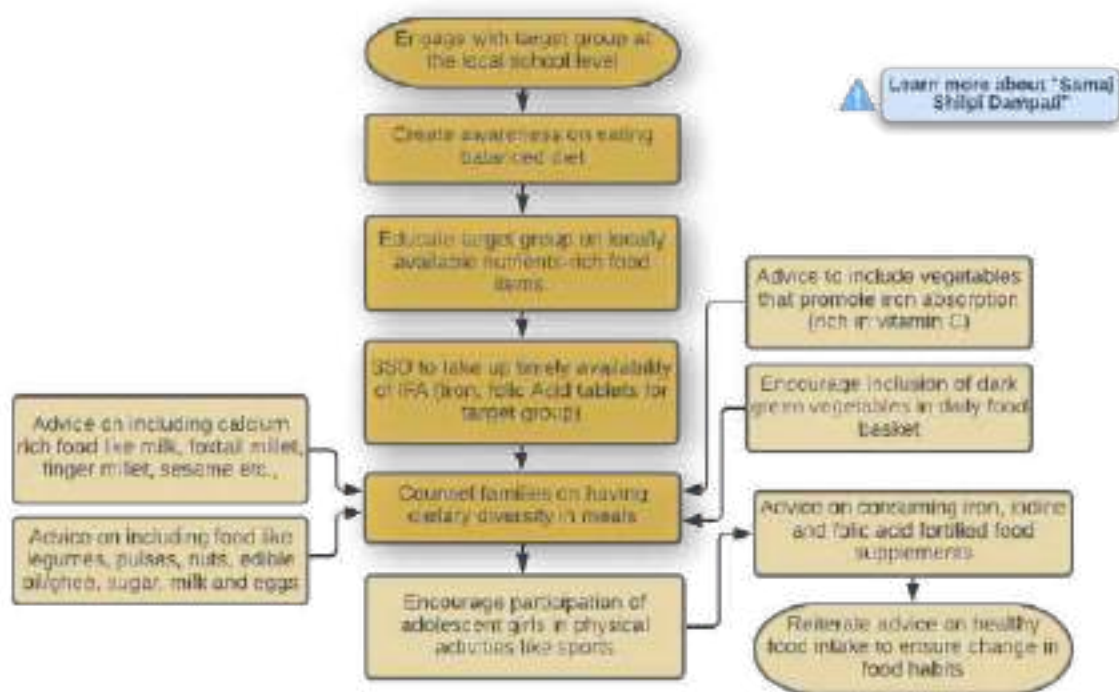 Engage with target group at
the local school level
Learn more about "Samaj
Shilpi Dampati"
Create awareness on eating
balanced diet
Educate target group on locally
available nutrients-rich food
items
Advice to include vegetables
that promote iron absorption
(rich in vitamin C)
SSD to take up timely availability
of IFA (Iron, folic Acid tablets for
target group)
Encourage inclusion of dark
green vegetables in daily food
basket
Advice on including calcium
rich food like milk, foxtail millet,
finger millet, sesame etc.,
Counsel families on having
dietary diversity in meals
Advice on including food like
legumes, pulses, nuts, edible
oil/ghee, sugar, milk and eggs
Advice on consuming iron, iodine
and folic acid fortified food
supplements
Encourage participation of
adolescent girls in physical
activities like sports
Reiterate advice on healthy
food intake to ensure change in
food habits